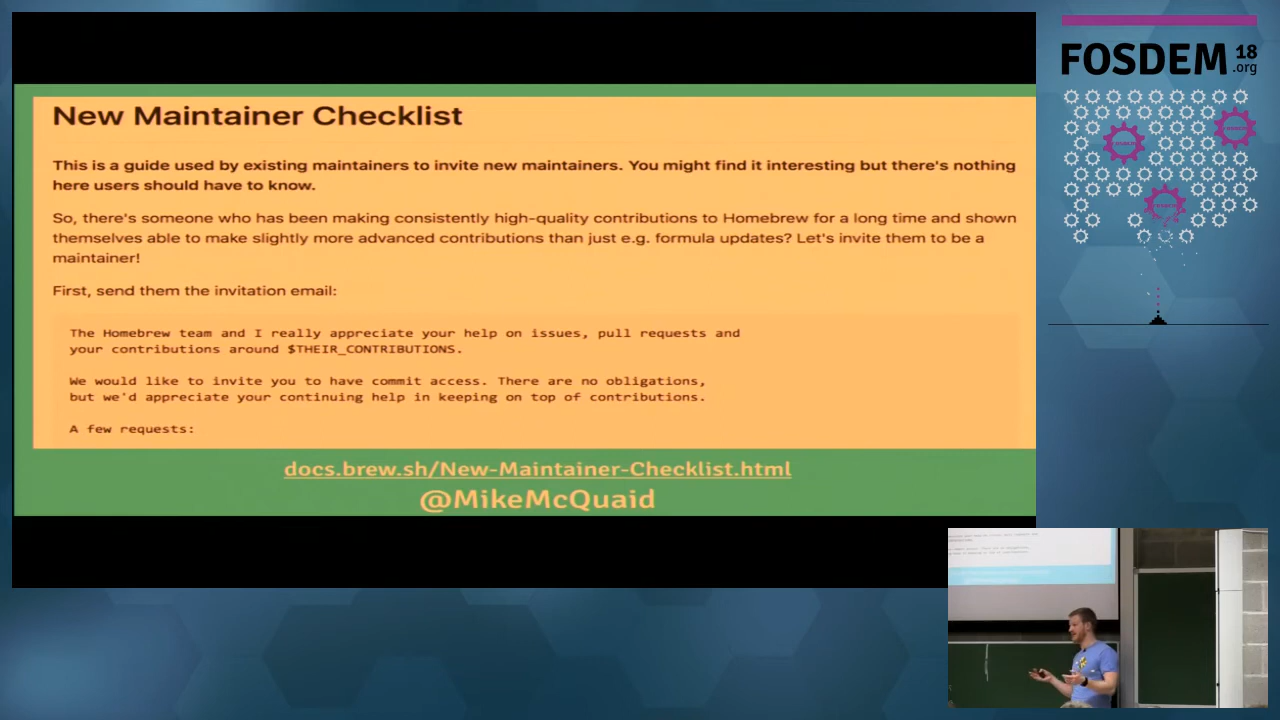 New Maintainer Checklist
This is a guide used by existing maintainers to invite new maintainers. You might find it interesting but there's nothing
here users should have to know.
So, there's someone who has been making consistently high-quality contributions to Homebrew for a long time and shown
themselves able to make slightly more advanced contributions than just e.g. formula updates? Let's invite them to be a
maintainer!
First, send them the invitation email:
The Homebrew team and I really appreciate your help on issues, pull requests and
your contributions around $THEIR_CONTRIBUTIONS.
We would like to invite you to have commit access. There are no obligations,
but we'd appreciate your continuing help in keeping on top of contributions.
A few requests:
docs.brew.sh/New-Maintainer-Checklist.html
@MikeMcQuaid
FOSDEM 18
.org